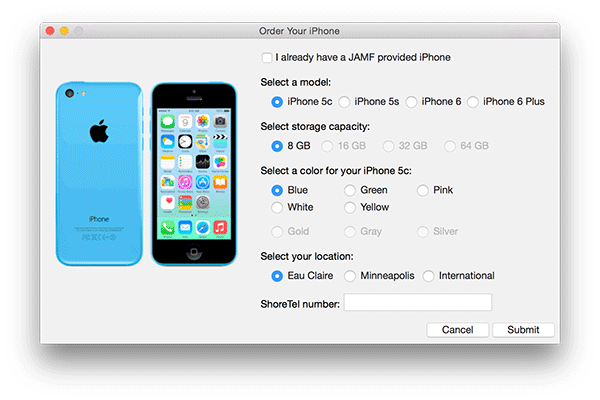 Order Your iPhone
I already have a JAMF provided iPhone
Select a model:
iPhone 5c iPhone 5s iPhone 6 iPhone 6 Plus
Select storage capacity:
8 GB 16 GB 32 GB 64 GB
Select a color for your iPhone 5c:
Blue Green Pink
White Yellow
Gold Gray Silver
Select your location:
Eau Claire Minneapolis International
ShoreTel number:
Cancel Submit
iPhone